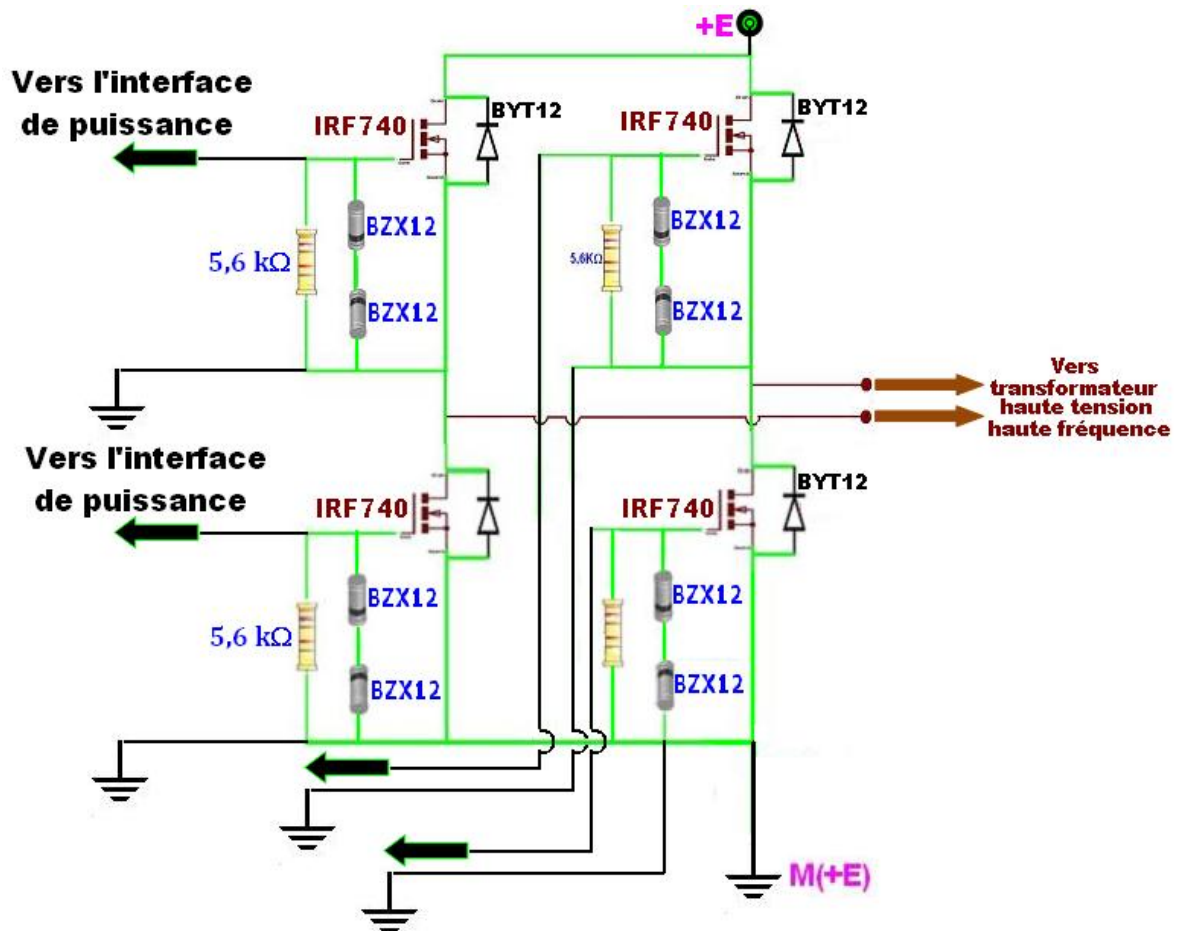 +E
Vers l'interface
de puissance
IRF740
BYT12
IRF740
BYT12
BZX12
5,6 kΩ
BZX12
BZX12
5.6KΩ
BZX12
Vers
transformateur
haute tension
haute fréquence
Vers l'interface
de puissance
IRF740
IRF740
BYT12
BZX12
5,6 kΩ
BZX12
BZX12
BZX12
M(+E)